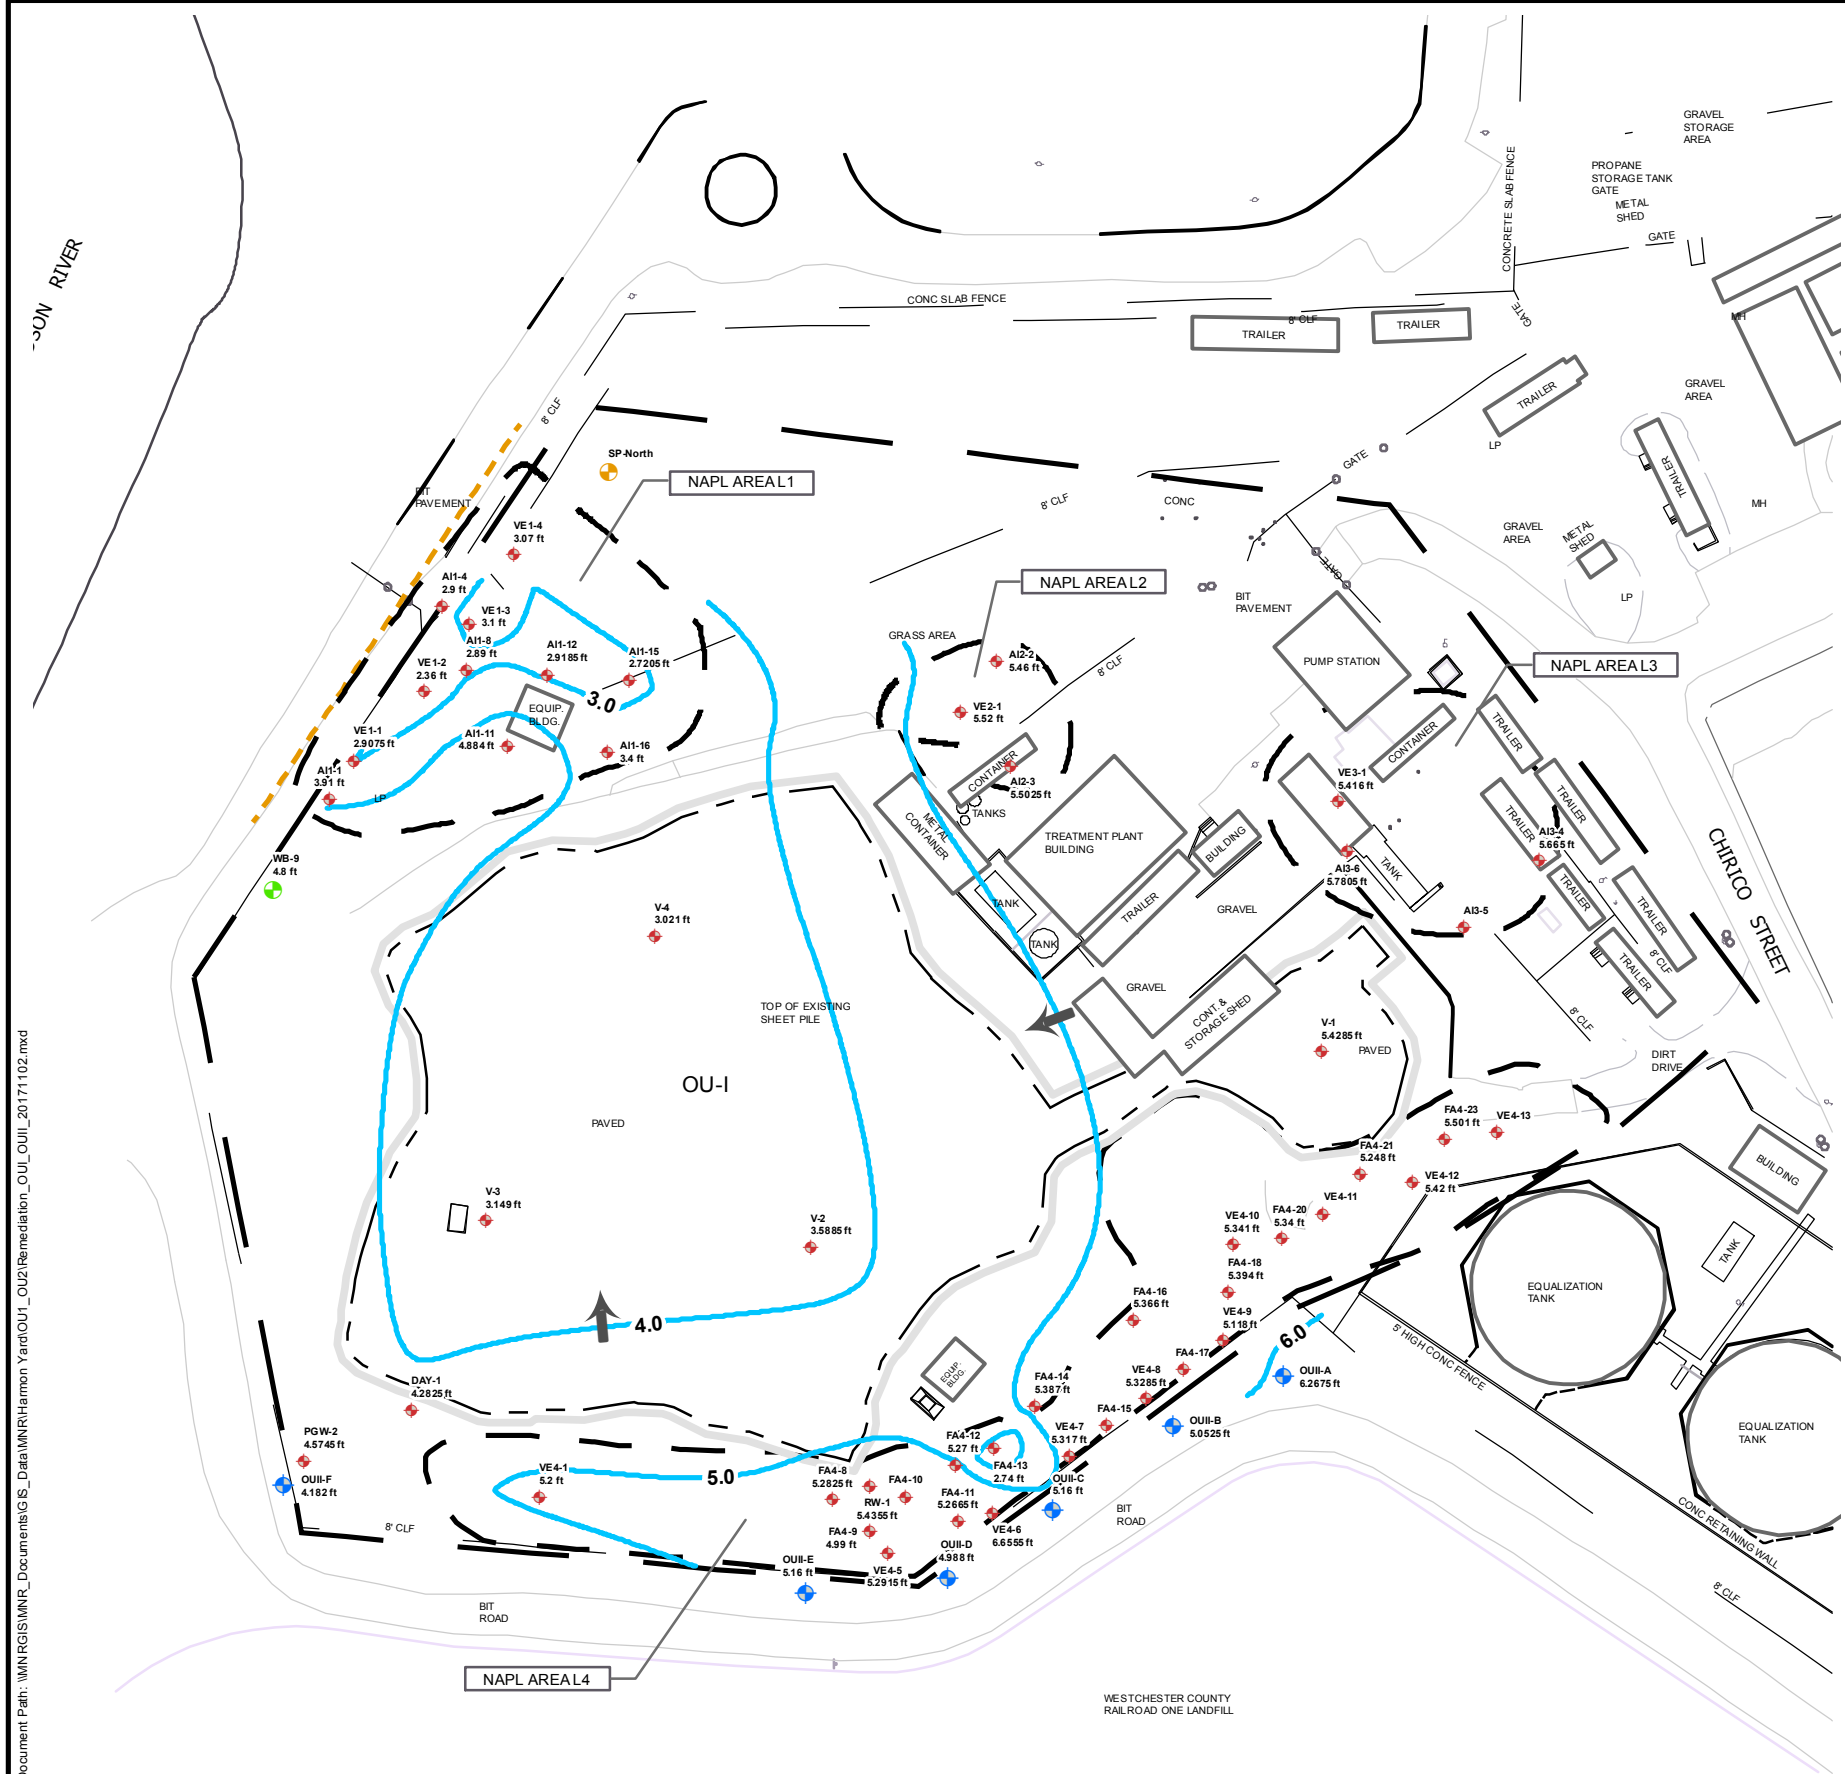 GRAVEL
STORAGE
AREA
PROPANE
STORAGE TANK
GATE
METAL
SHED
GATE
CONCRETE SLAB FENCE
SON RIVER
CONC SLAB FENCE
8' CLF
TRAILER
TRAILER
GATE
MH
TRAILER
GRAVEL
AREA
8' CLF
LP
SP-North
NAPL AREA L1
BIT
PAVEMENT
GATE
TRAILER
8' CLF
CONC
MH
VE1-4
3.07 ft
GRAVEL
AREA
METAL
SHED
GATE
NAPL AREA L2
AI1-4
2.9 ft
BIT
PAVEMENT
LP
VE1-3
3.1 ft
GRASS AREA
AI1-8
2.89 ft
AI1-12
2.9185 ft
AI1-15
2.7205 ft
AI2-2
5.46 ft
8' CLF
PUMP STATION
NAPL AREA L3
VE1-2
2.36 ft
3.0
EQUIP.
BLDG.
VE2-1
5.52 ft
TRAILER
CONTAINER
VE1-1
2.9075 ft
AI1-11
4.884 ft
AI1-16
3.4 ft
CONTAINER
AI1-1
3.91 ft
LP
AI2-3
5.5025 ft
VE3-1
5.416 ft
TRAILER
TRAILER
TANKS
METAL
CONTAINER
TREATMENT PLANT
BUILDING
BUILDING
AI3-4
5.665 ft
CHIRICO STREET
WB-9
4.8 ft
AI3-6
5.7805 ft
TANK
TRAILER
TRAILER
TANK
TRAILER
V-4
3.021 ft
GRAVEL
AI3-5
TANK
8' CLF
TRAILER
GRAVEL
CONT. &
STORAGE SHED
TOP OF EXISTING
SHEET PILE
8' CLF
V-1
5.4285 ft
PAVED
DIRT
DRIVE
OU-I
PAVED
FA4-23
5.501 ft
VE4-13
FA4-21
5.248 ft
BUILDING
VE4-12
5.42 ft
V-3
3.149 ft
VE4-11
FA4-20
5.34 ft
VE4-10
5.341 ft
V-2
3.5885 ft
TANK
FA4-18
5.394 ft
EQUALIZATION
TANK
FA4-16
5.366 ft
4.0
VE4-9
5.118 ft
6.0
5' HIGH CONC FENCE
FA4-17
EQUIP.
BLDG.
VE4-8
5.3285 ft
OUII-A
6.2675 ft
FA4-14
5.387 ft
DAY-1
4.2825 ft
FA4-15
OUII-B
5.0525 ft
EQUALIZATION
TANK
PGW-2
4.5745 ft
FA4-12
5.27 ft
VE4-7
5.317 ft
VE4-1
5.2 ft
5.0
FA4-8
5.2825 ft
FA4-10
FA4-13
2.74 ft
OUII-C
5.16 ft
OUII-F
4.182 ft
RW-1
5.4355 ft
FA4-11
5.2665 ft
BIT
ROAD
CONC RETAINING WALL
8' CLF
FA4-9
4.99 ft
VE4-6
6.6555 ft
OUII-D
4.988 ft
OUII-E
5.16 ft
VE4-5
5.2915 ft
8' CLF
BIT
ROAD
NAPL AREA L4
WESTCHESTER COUNTY
RAILROAD ONE LANDFILL
Document Path: \\MNRGIS\MNR_Documents\GIS_Data\MNR\Harmon Yard\OU1_OU2\Remediation_OUI_OUII_20171102.mxd